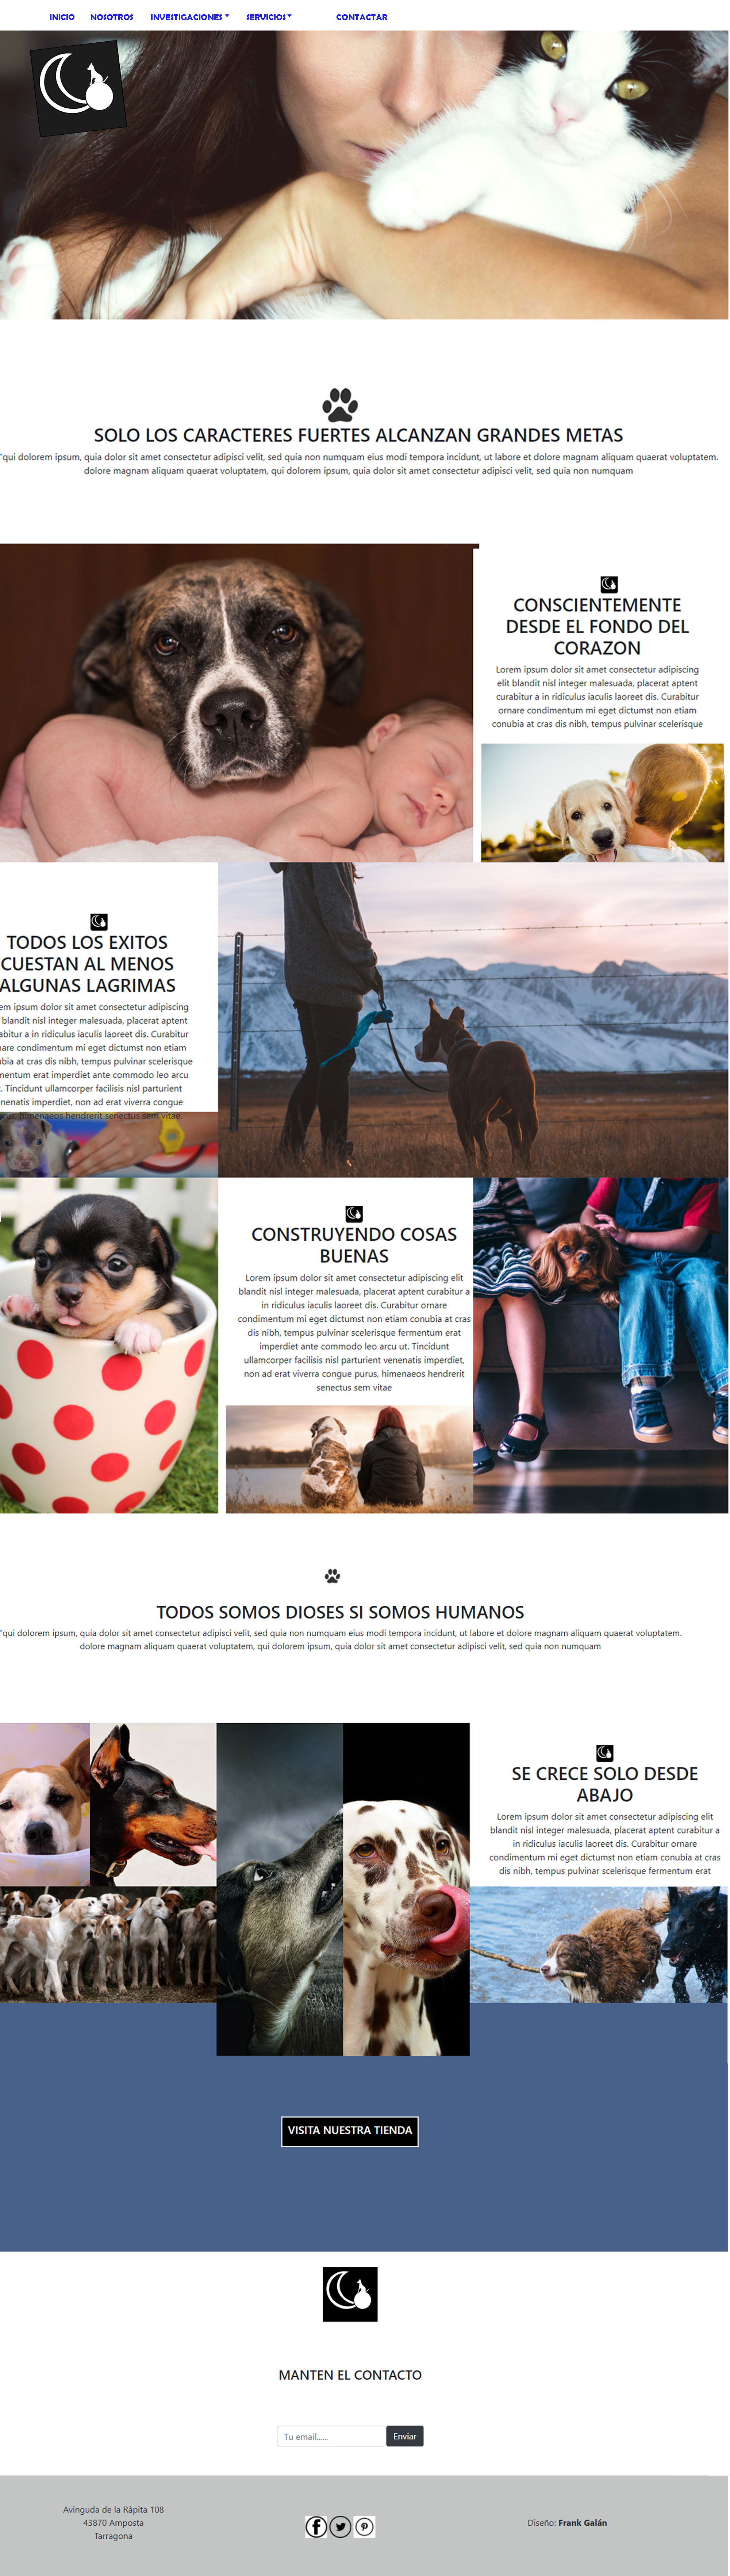 INICIO NOSOTROS INVESTIGACIONES SERVICIOS CONTACTAR
SOLO LOS CARACTERES FUERTES ALCANZAN GRANDES METAS
"qui dolorem ipsum, quia dolor sit amet consectetur adipisci velit, sed quia non numquam eius modi tempora incidunt, ut labore et dolore magnam aliquam quaerat voluptatem.
dolore magnam aliquam quaerat voluptatem, qui dolorem ipsum, quia dolor sit amet consectetur adipisci velit, sed quia non numquam
CONSCIENTEMENTE
DESDE EL FONDO DEL
CORAZON
Lorem ipsum dolor sit amet consectetur adipiscing
elit blandit nisl integer malesuada, placerat aptent
curabitur a in ridiculus iaculis laoreet dis. Curabitur
ornare condimentum mi eget dictumst non etiam
conubia at cras dis nibh, tempus pulvinar scelerisque
TODOS LOS EXITOS
CUESTAN AL MENOS
ALGUNAS LAGRIMAS
em ipsum dolor sit amet consectetur adipiscing
blandit nisl integer malesuada, placerat aptent
abitur a in ridiculus iaculis laoreet dis. Curabitur
nare condimentum mi eget dictumst non etiam
ubia at cras dis nibh, tempus pulvinar scelerisque
mentum erat imperdiet ante commodo leo arcu
. Tincidunt ullamcorper facilisis nisl parturient
enenatis imperdiet, non ad erat viverra congue
himenaeos hendrerit senectus sem vitae.
CONSTRUYENDO COSAS
BUENAS
Lorem ipsum dolor sit amet consectetur adipiscing elit
blandit nisl integer malesuada, placerat aptent curabitur a
in ridiculus iaculis laoreet dis. Curabitur ornare
condimentum mi eget dictumst non etiam conubia at cras
dis nibh, tempus pulvinar scelerisque fermentum erat
imperdiet ante commodo leo arcu ut. Tincidunt
ullamcorper facilisis nisl parturient venenatis imperdiet,
non ad erat viverra congue purus, himenaeos hendrerit
senectus sem vitae
TODOS SOMOS DIOSES SI SOMOS HUMANOS
"qui dolorem ipsum, quia dolor sit amet consectetur adipisci velit, sed quia non numquam eius modi tempora incidunt, ut labore et dolore magnam aliquam quaerat voluptatem.
dolore magnam aliquam quaerat voluptatem, qui dolorem ipsum, quia dolor sit amet consectetur adipisci velit, sed quia non numquam
SE CRECE SOLO DESDE
ABAJO
Lorem ipsum dolor sit amet consectetur adipiscing elit
blandit nisl integer malesuada, placerat aptent curabitur a
in ridiculus iaculis laoreet dis. Curabitur ornare
condimentum mi eget dictumst non etiam conubia at cras
dis nibh, tempus pulvinar scelerisque fermentum erat
VISITA NUESTRA TIENDA
MANTEN EL CONTACTO
Tu email...... Enviar
Avinguda de la Ràpita 108
43870 Amposta
Tarragona
Diseño: Frank Galán